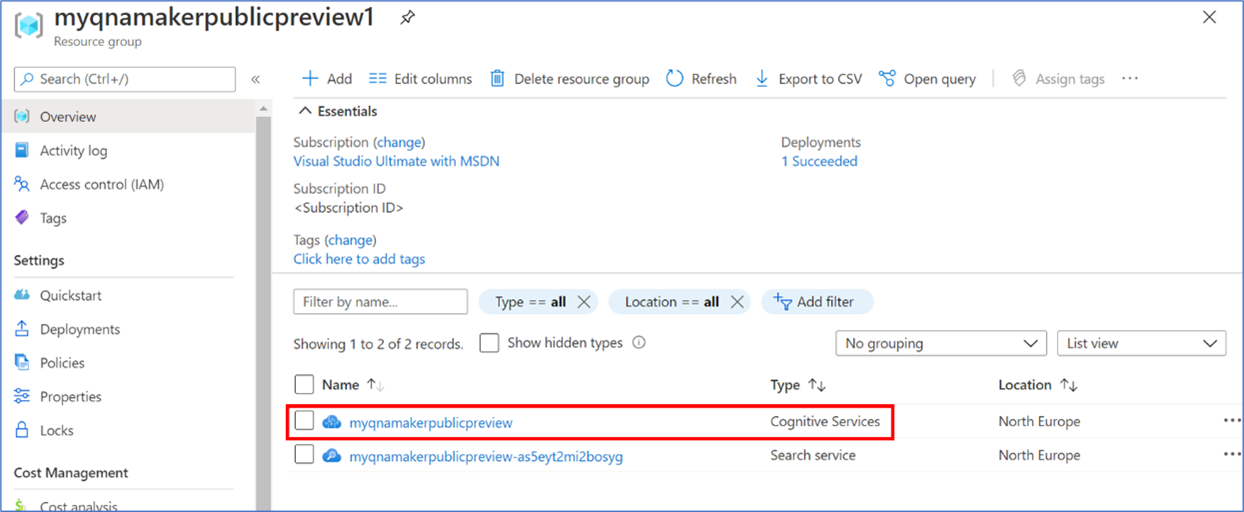 myqnamakerpublicpreview1
Resource group
Search (Ctrl+/)
Add
Edit columns
Delete resource group
Refresh
Export to CSV
Open query
Assign tags
Overview
Activity log
Access control (IAM)
Tags
Settings
Quickstart
Deployments
Policies
Properties
Locks
Cost Management
Cost analysis
Essentials
Subscription (change)
Visual Studio Ultimate with MSDN
Subscription ID
<Subscription ID>
Tags (change)
Click here to add tags
Deployments
1 Succeeded
Filter by name...
Type == all
Location == all
Add filter
Showing 1 to 2 of 2 records.
Show hidden types
No grouping
List view
Name Type Location
myqnamakerpublicpreview Cognitive Services North Europe
myqnamakerpublicpreview-as5eyt2mi2bosyg Search service North Europe